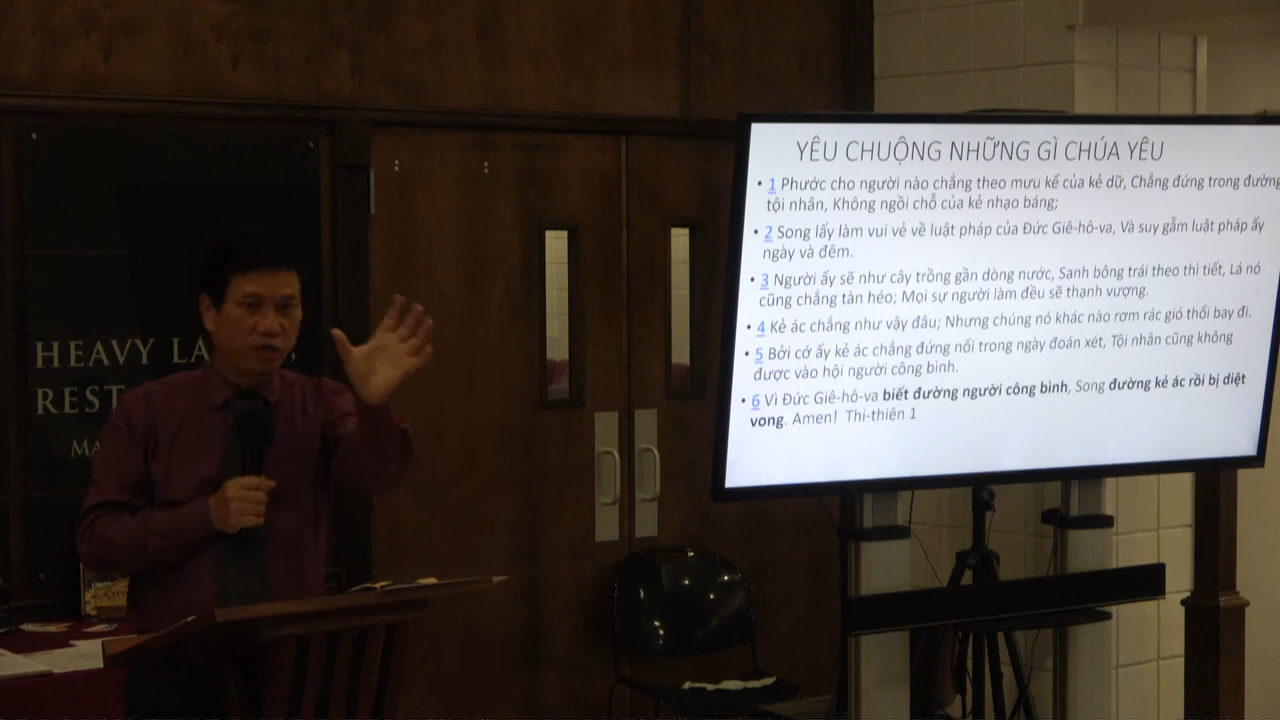 YÊU CHUỘNG NHỮNG GÌ CHÚA YÊU
• 1 Phước cho người nào chẳng theo mưu kế của kẻ dữ, Chẳng đứng trong đường
tội nhân, Không ngồi chỗ của kẻ nhạo báng;
• 2 Song lấy làm vui vẻ về luật pháp của Đức Giê-hô-va, Và suy gẫm luật pháp ấy
ngày và đêm.
• 3 Người ấy sẽ như cây trồng gần dòng nước, Sanh bông trái theo thì tiết, Lá nó
cũng chẳng tàn héo; Mọi sự người làm đều sẽ thạnh vượng.
• 4 Kẻ ác chẳng như vậy đâu; Nhưng chúng nó khác nào rơm rác gió thổi bay đi.
• 5 Bởi cớ ấy kẻ ác chẳng đứng nổi trong ngày đoán xét, Tội nhân cũng không
được vào hội người công bình.
• 6 Vì Đức Giê-hô-va biết đường người công bình, Song đường kẻ ác rồi bị diệt
vong. Amen! Thi-thiên 1
HEAVY LA
REST
MA